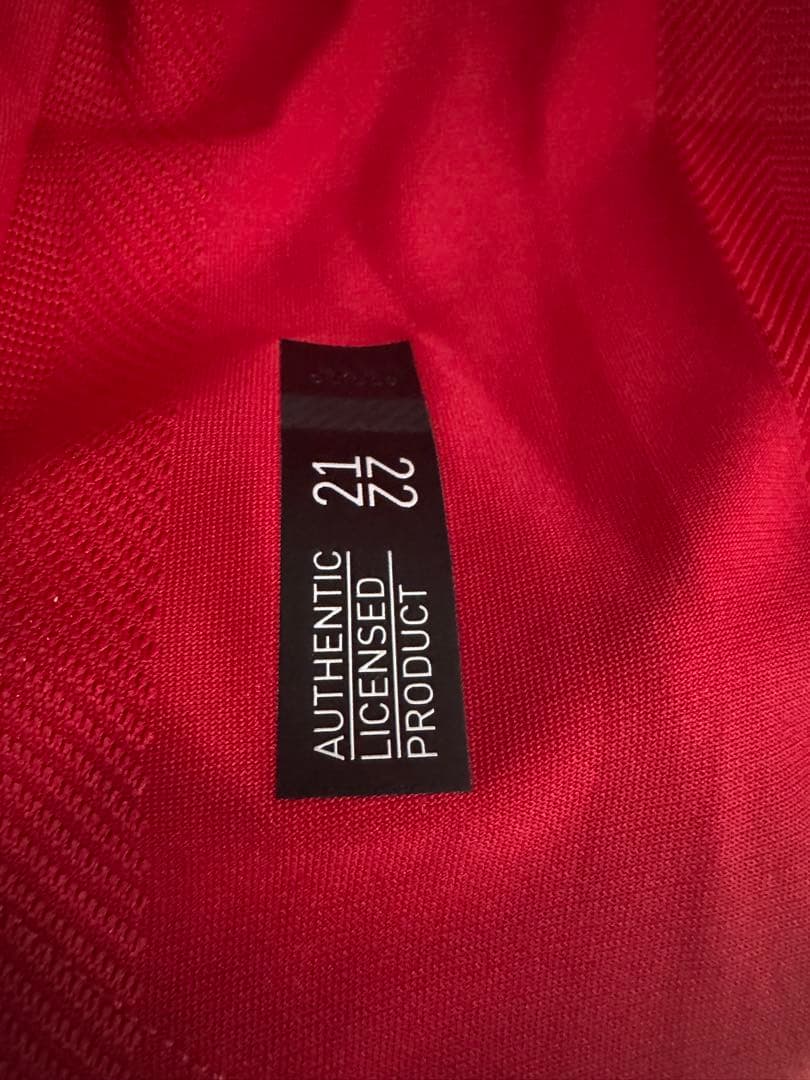 AUTHENTIC
LICENSED
PRODUCT
21
22